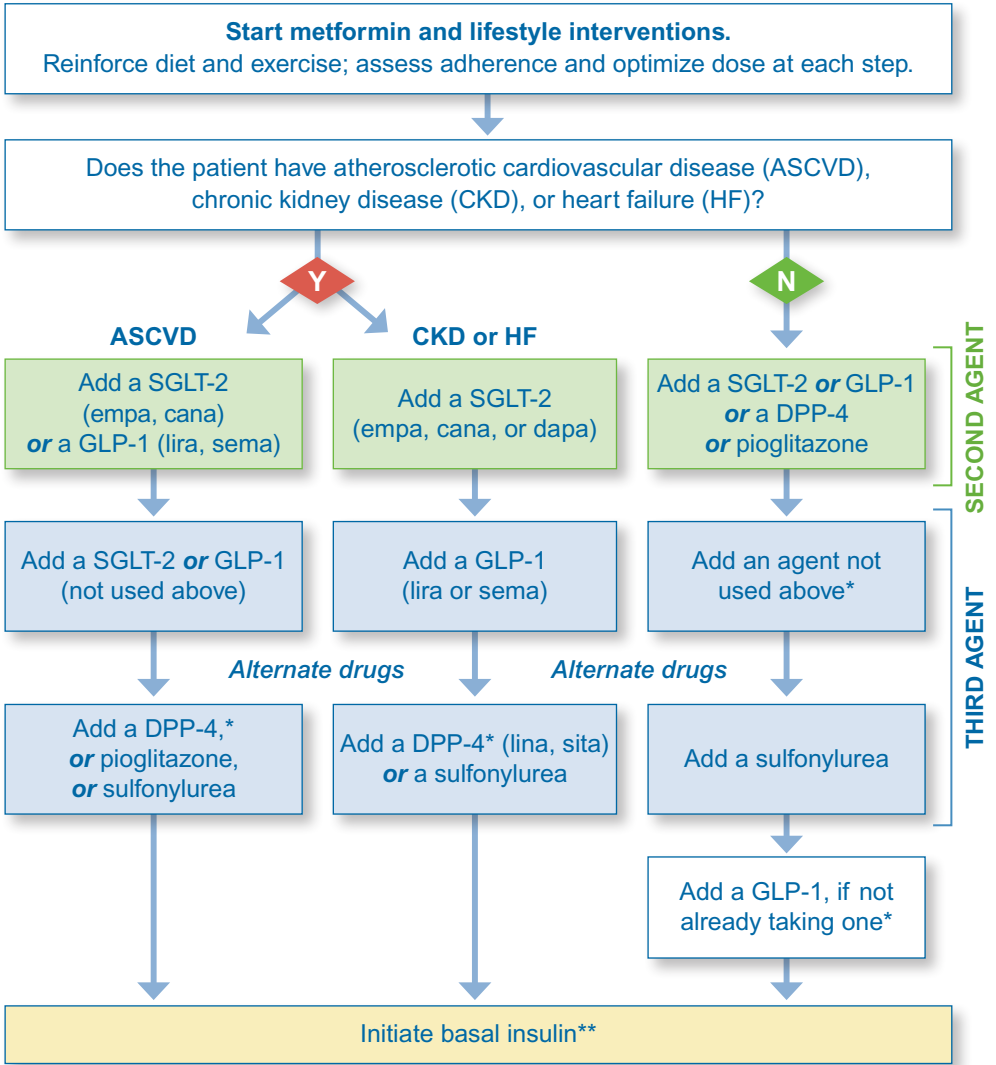 Start metformin and lifestyle interventions.
Reinforce diet and exercise; assess adherence and optimize dose at each step.
Does the patient have atherosclerotic cardiovascular disease (ASCVD),
chronic kidney disease (CKD), or heart failure (HF)?
Y
N
ASCVD
CKD or HF
Add a SGLT-2
(empa, cana)
or a GLP-1 (lira, sema)
Add a SGLT-2
(empa, cana, or dapa)
Add a SGLT-2 or GLP-1
or a DPP-4
or pioglitazone
SECOND AGENT
Add a SGLT-2 or GLP-1
(not used above)
Add a GLP-1
(lira or sema)
Add an agent not
used above*
THIRD AGENT
Alternate drugs
Alternate drugs
Add a DPP-4,*
or pioglitazone,
or sulfonylurea
Add a DPP-4* (lina, sita)
or a sulfonylurea
Add a sulfonylurea
Add a GLP-1, if not
already taking one*
Initiate basal insulin**